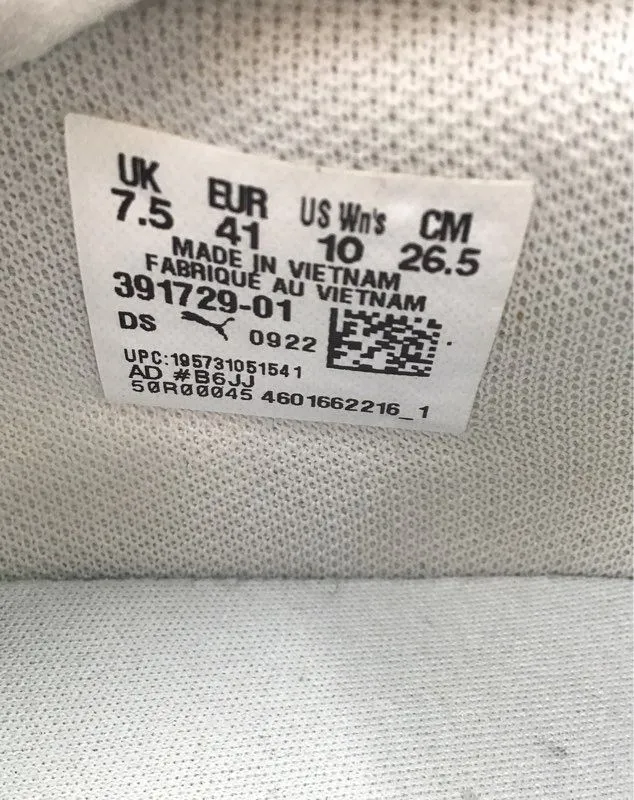 UK EUR US Wn's CM
7.5 41 10 26.5
MADE IN VIETNAM
FABRIQUÉ AU VIETNAM
391729-01
DS 0922
UPC:195731051541
AD #B6JJ
50R00045 4601662216_1